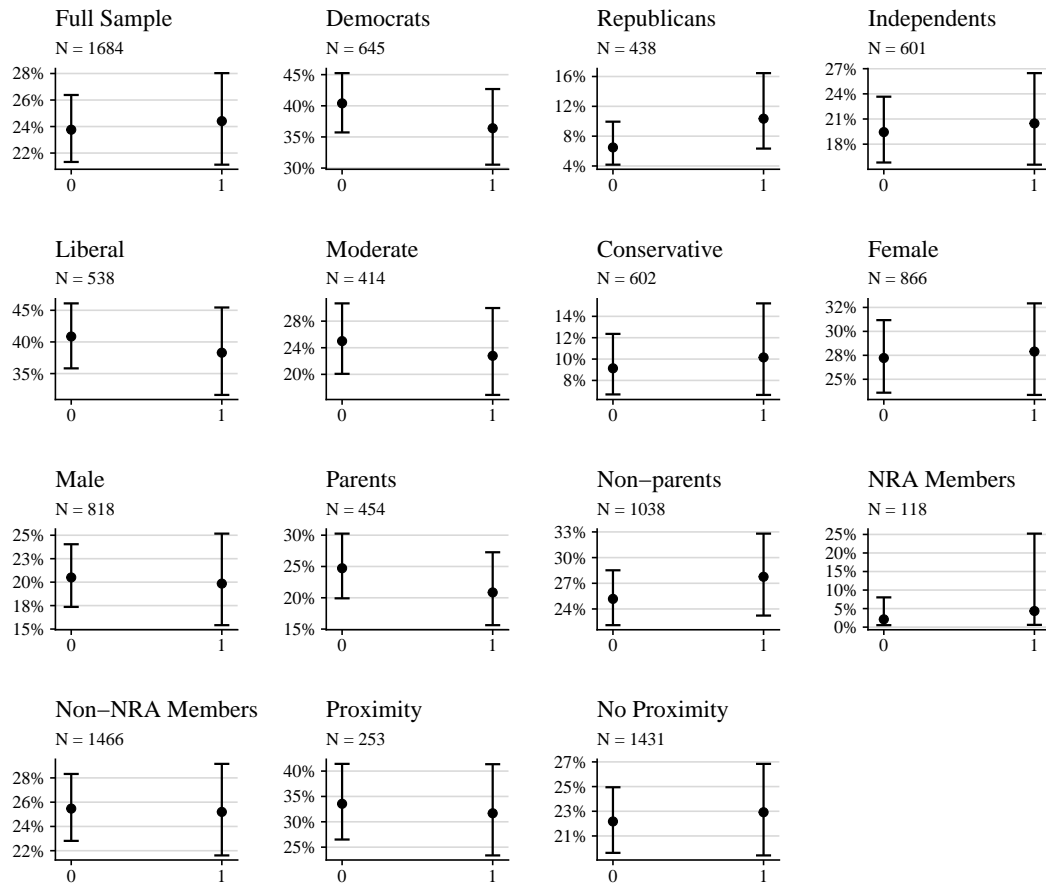 Full Sample
N = 1684
28%
26%
24%
22%
0 1
Democrats
N = 645
45%
40%
35%
30%
0 1
Republicans
N = 438
16%
12%
8%
4%
0 1
Independents
N = 601
27%
24%
21%
18%
0 1
Liberal
N = 538
45%
40%
35%
0 1
Moderate
N = 414
28%
24%
20%
0 1
Conservative
N = 602
14%
12%
10%
8%
0 1
Female
N = 866
32%
30%
28%
25%
0 1
Male
N = 818
25%
23%
20%
18%
15%
0 1
Parents
N = 454
30%
25%
20%
15%
0 1
Non−parents
N = 1038
33%
30%
27%
24%
0 1
NRA Members
N = 118
25%
20%
15%
10%
5%
0%
0 1
Non−NRA Members
N = 1466
28%
26%
24%
22%
0 1
Proximity
N = 253
40%
35%
30%
25%
0 1
No Proximity
N = 1431
27%
25%
23%
21%
0 1